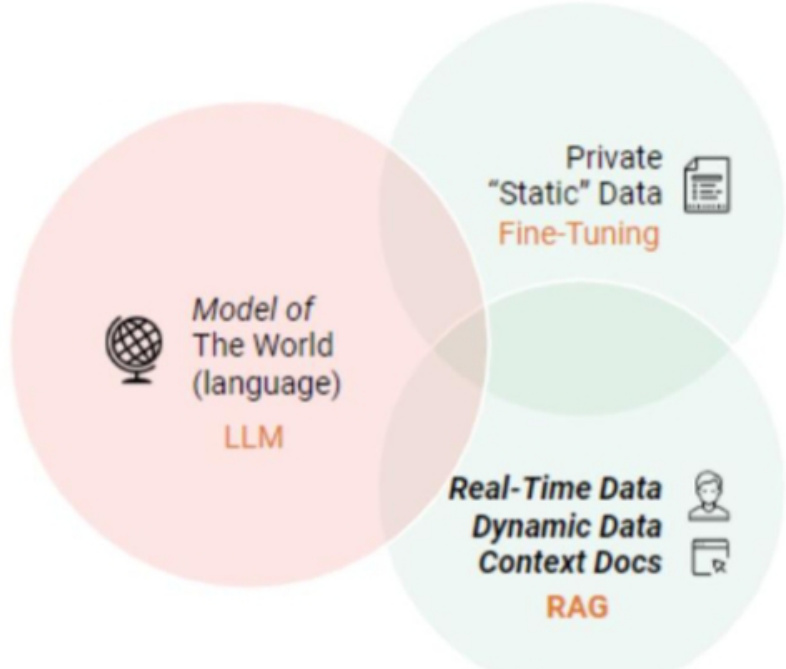 Private
“Static” Data
Fine-Tuning
Model of
The World
(language)
LLM
Real-Time Data
Dynamic Data
Context Docs
RAG